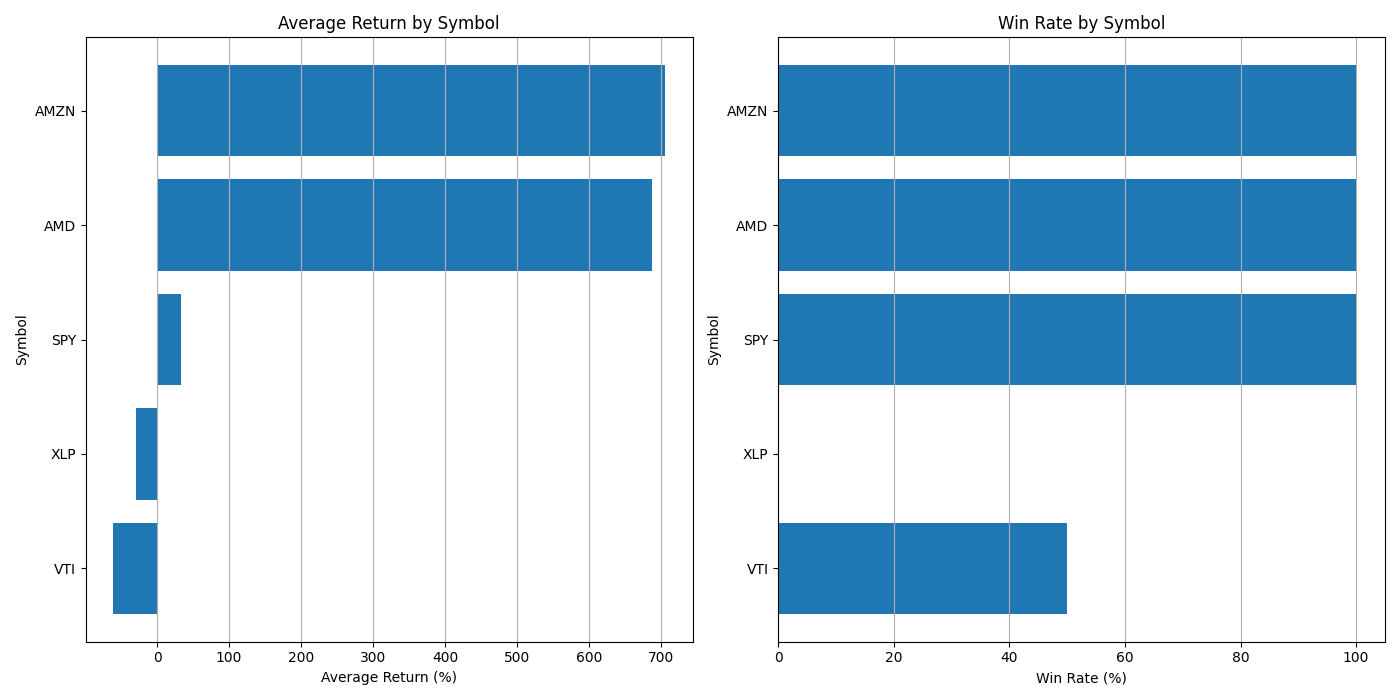 Average Return by Symbol
Symbol
AMZN
AMD
SPY
XLP
VTI
0 100 200 300 400 500 600 700
Average Return (%)
Win Rate by Symbol
Symbol
AMZN
AMD
SPY
XLP
VTI
0 20 40 60 80 100
Win Rate (%)